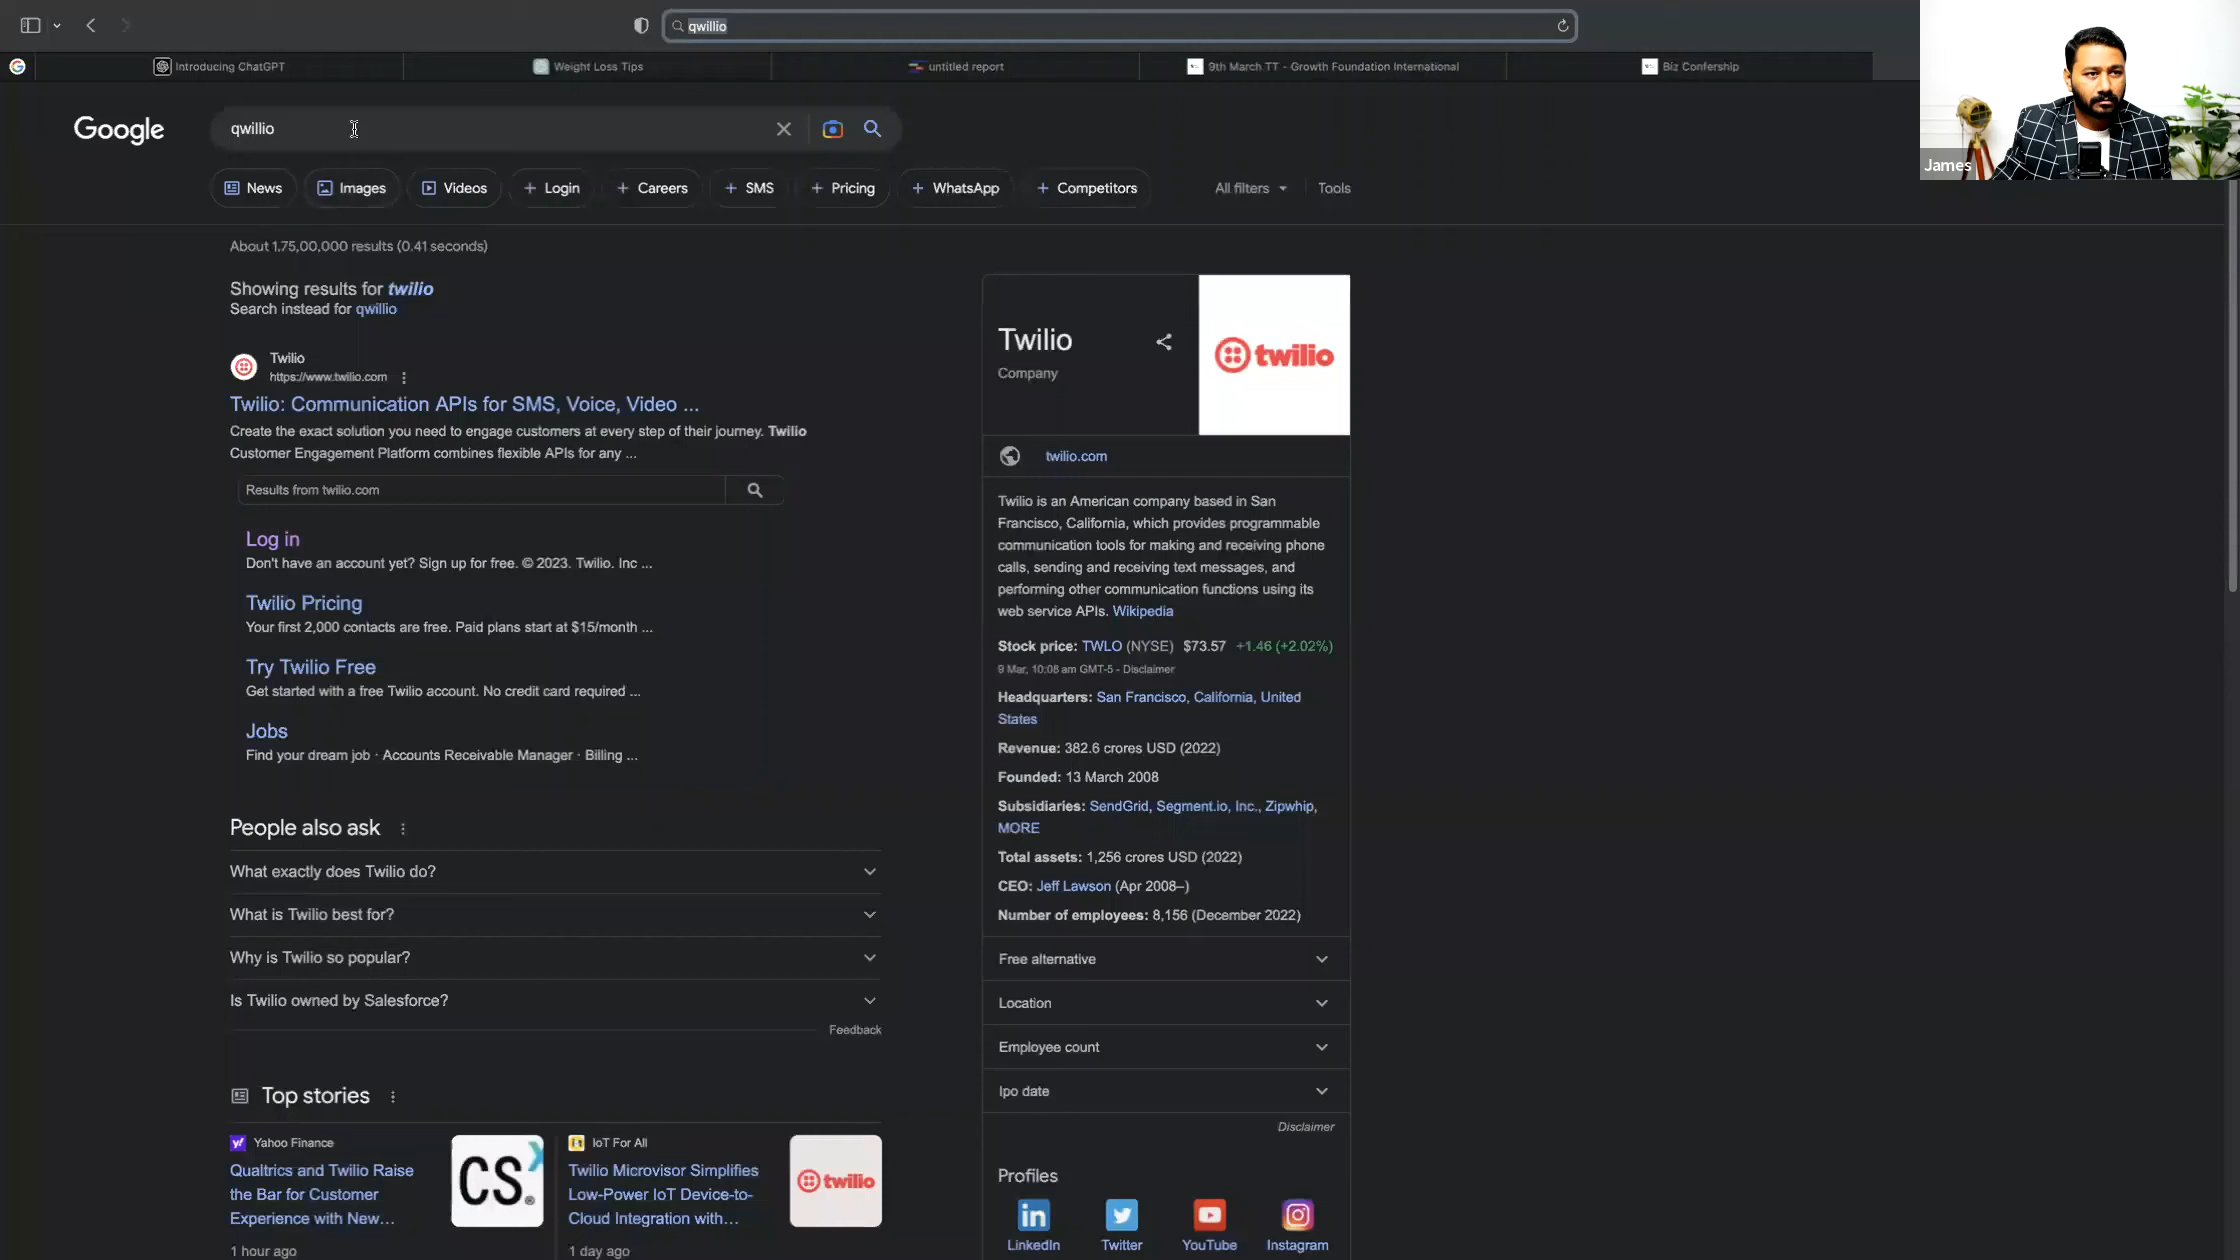 qwillio
Introducing ChatGPT
Weight Loss Tips
untitled report
9th March TT - Growth Foundation International
Biz Confership
James
Google
qwillio
News
Images
Videos
+ Login
+ Careers
+ SMS
+ Pricing
+ WhatsApp
+ Competitors
All filters
Tools
About 1,75,00,000 results (0.41 seconds)
Showing results for twilio
Search instead for qwillio
Twilio
https://www.twilio.com
Twilio: Communication APIs for SMS, Voice, Video ...
Create the exact solution you need to engage customers at every step of their journey. Twilio
Customer Engagement Platform combines flexible APIs for any ...
Results from twilio.com
Log in
Don't have an account yet? Sign up for free. © 2023. Twilio. Inc ...
Twilio Pricing
Your first 2,000 contacts are free. Paid plans start at $15/month ...
Try Twilio Free
Get started with a free Twilio account. No credit card required ...
Jobs
Find your dream job · Accounts Receivable Manager · Billing ...
People also ask
What exactly does Twilio do?
What is Twilio best for?
Why is Twilio so popular?
Is Twilio owned by Salesforce?
Feedback
Top stories
Yahoo Finance
Qualtrics and Twilio Raise
the Bar for Customer
Experience with New...
1 hour ago
CS
IoT For All
Twilio Microvisor Simplifies
Low-Power IoT Device-to-
Cloud Integration with...
1 day ago
twilio
Twilio
Company
twilio
twilio.com
Twilio is an American company based in San
Francisco, California, which provides programmable
communication tools for making and receiving phone
calls, sending and receiving text messages, and
performing other communication functions using its
web service APIs. Wikipedia
Stock price: TWLO (NYSE) $73.57 +1.46 (+2.02%)
9 Mar, 10:08 am GMT-5 - Disclaimer
Headquarters: San Francisco, California, United
States
Revenue: 382.6 crores USD (2022)
Founded: 13 March 2008
Subsidiaries: SendGrid, Segment.io, Inc., Zipwhip,
MORE
Total assets: 1,256 crores USD (2022)
CEO: Jeff Lawson (Apr 2008–)
Number of employees: 8,156 (December 2022)
Free alternative
Location
Employee count
Ipo date
Disclaimer
Profiles
LinkedIn
Twitter
YouTube
Instagram